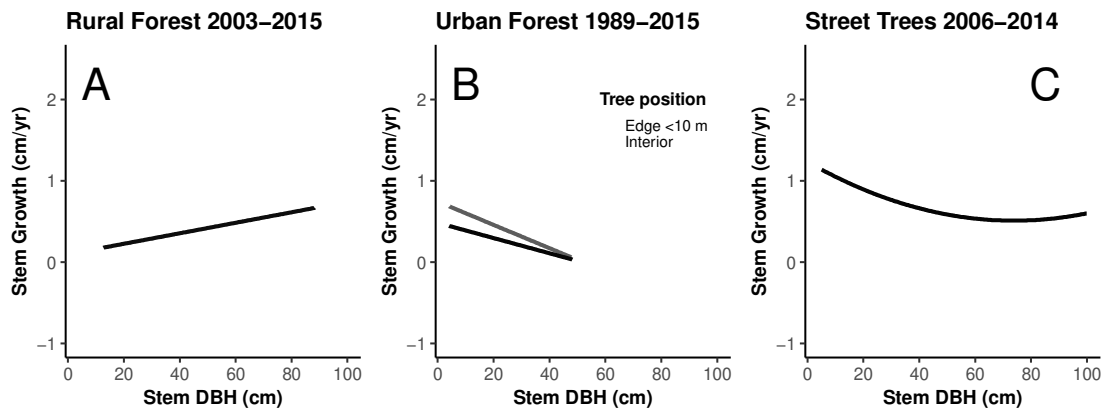 Rural Forest 2003−2015
A
2
1
0
−1
0 20 40 60 80 100
Stem DBH (cm)
Stem Growth (cm/yr)
Urban Forest 1989−2015
B
Tree position
Edge <10 m
Interior
2
1
0
−1
0 20 40 60 80 100
Stem DBH (cm)
Stem Growth (cm/yr)
Street Trees 2006−2014
C
2
1
0
−1
0 20 40 60 80 100
Stem DBH (cm)
Stem Growth (cm/yr)